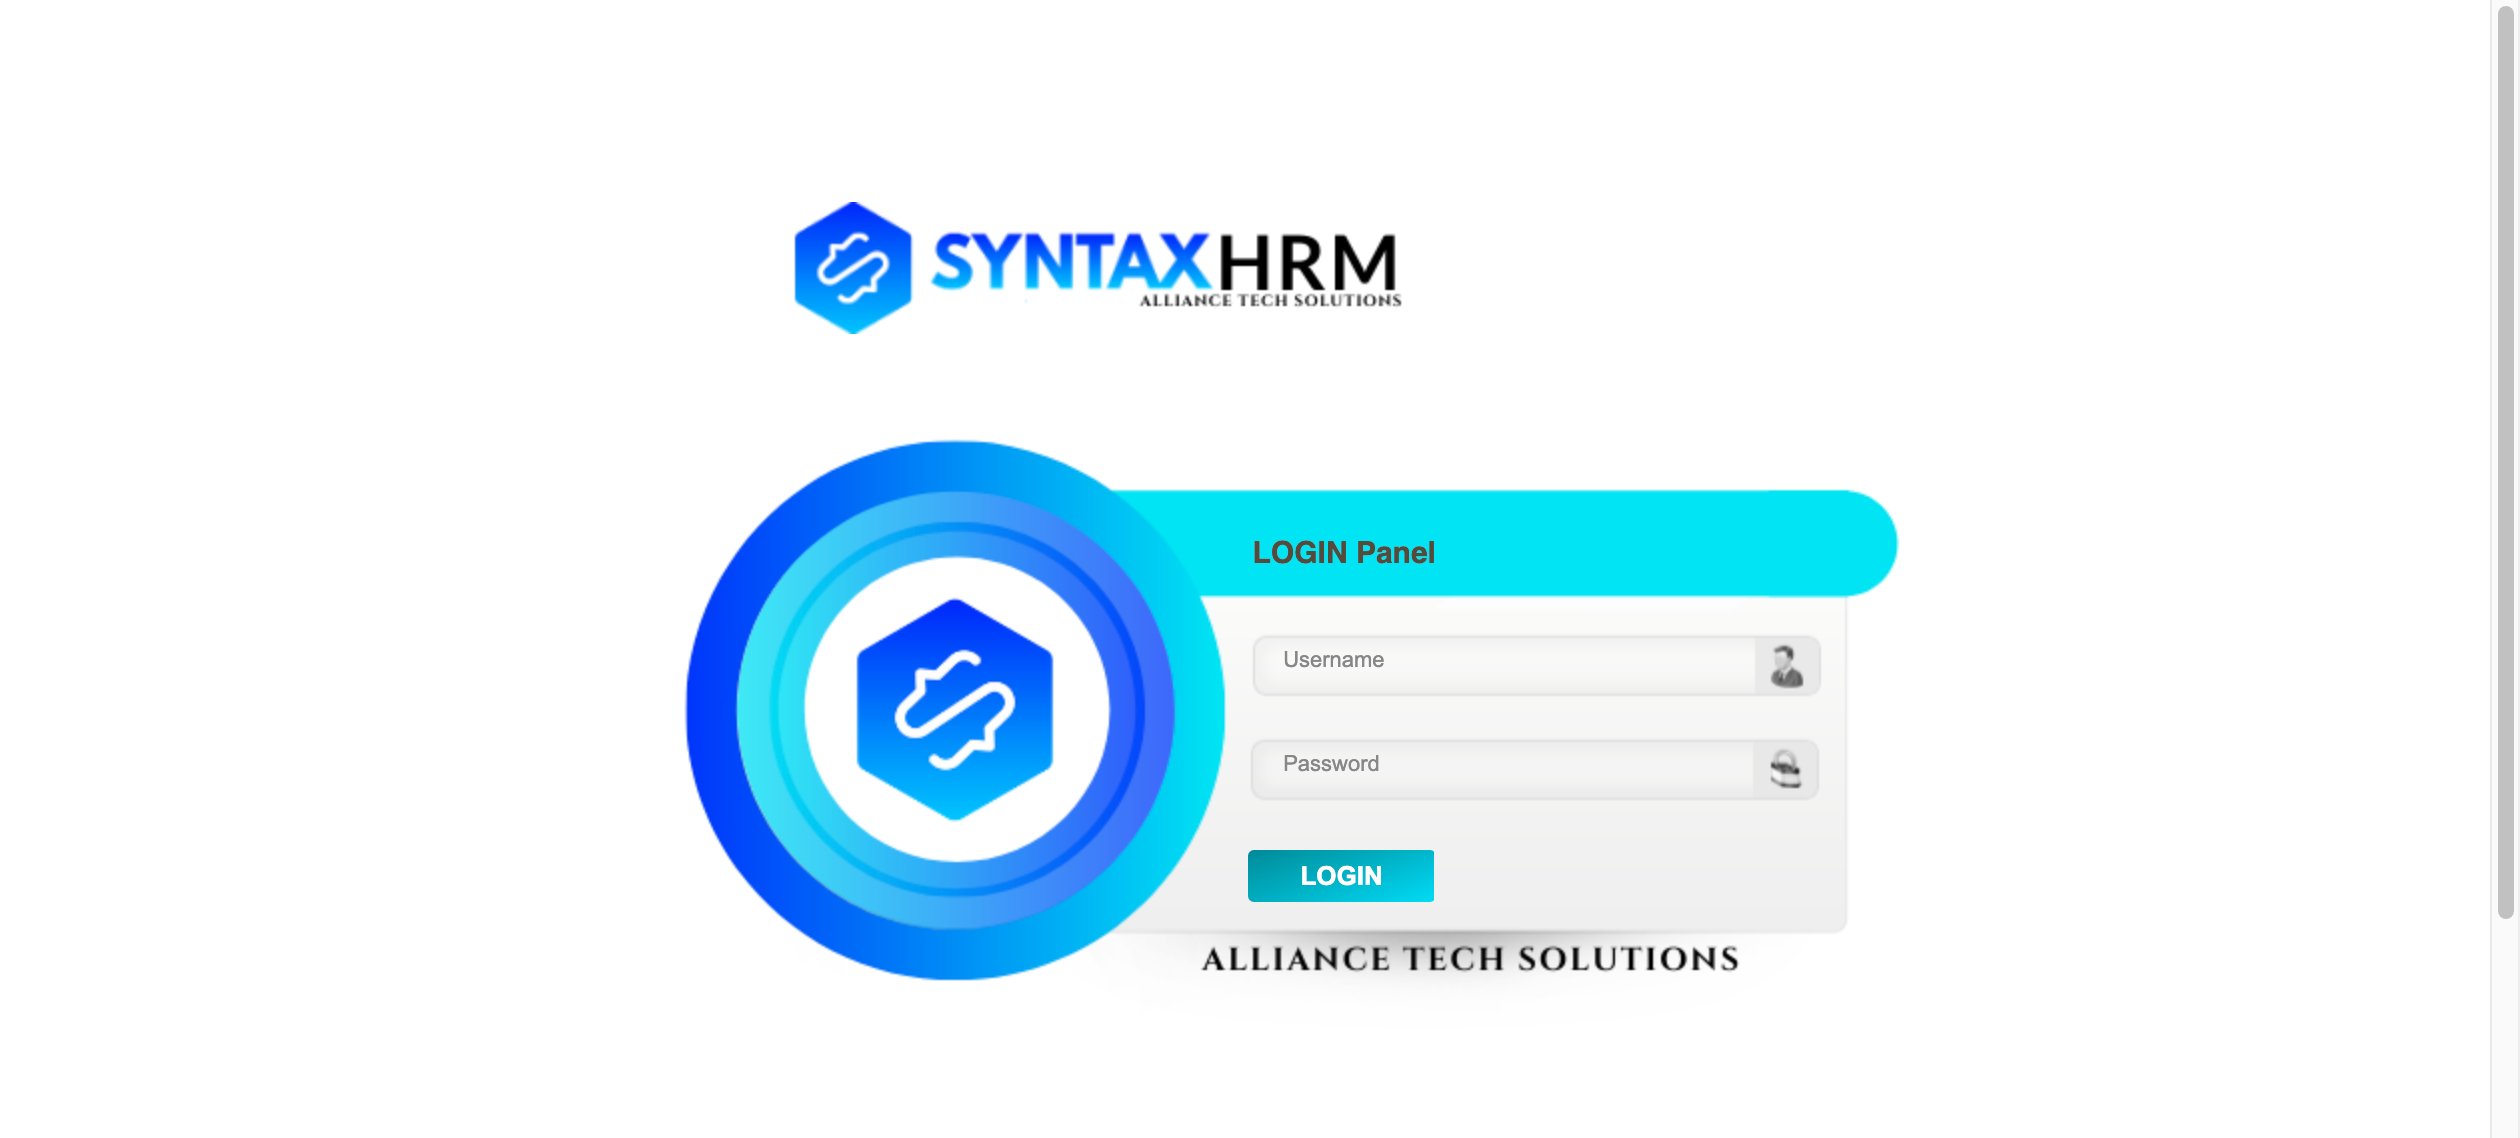 SYNTAXHRM
ALLIANCE TECH SOLUTIONS
LOGIN Panel
Username
Password
LOGIN
ALLIANCE TECH SOLUTIONS